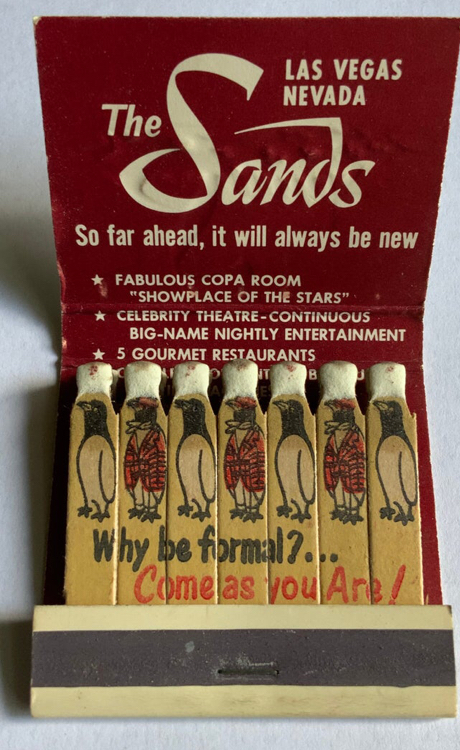 LAS VEGAS
NEVADA
The Sands
So far ahead, it will always be new
★ FABULOUS COPA ROOM
"SHOWPLACE OF THE STARS"
★ CELEBRITY THEATRE-CONTINUOUS
BIG-NAME NIGHTLY ENTERTAINMENT
★ 5 GOURMET RESTAURANTS
Why be formal?...
Come as you Are!